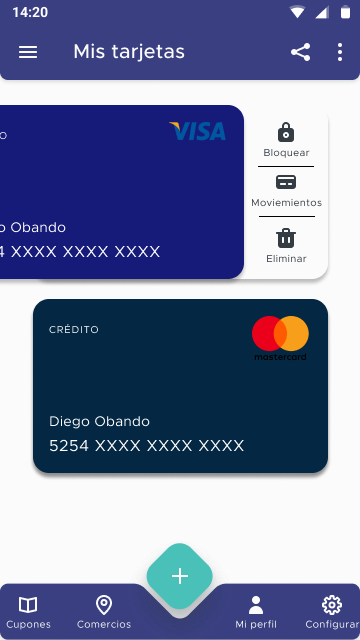 14:20
Mis tarjetas
O
VISA
o Obando
4 XXXX XXXX XXXX
Bloquear
Moviemientos
Eliminar
CRÉDITO
mastercard
Diego Obando
5254 XXXX XXXX XXXX
Cupones
Comercios
Mi perfil
Configurar